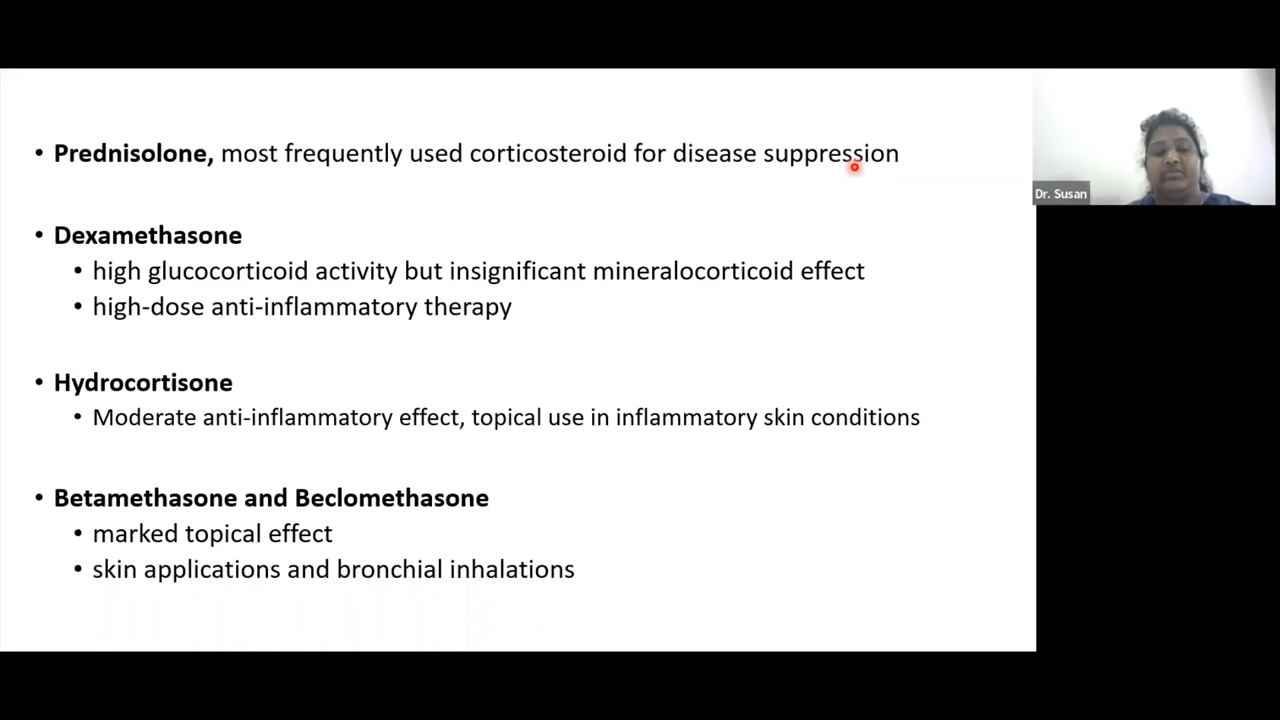 • Prednisolone, most frequently used corticosteroid for disease suppression
Dr. Susan
• Dexamethasone
• high glucocorticoid activity but insignificant mineralocorticoid effect
• high-dose anti-inflammatory therapy
• Hydrocortisone
• Moderate anti-inflammatory effect, topical use in inflammatory skin conditions
• Betamethasone and Beclomethasone
• marked topical effect
• skin applications and bronchial inhalations